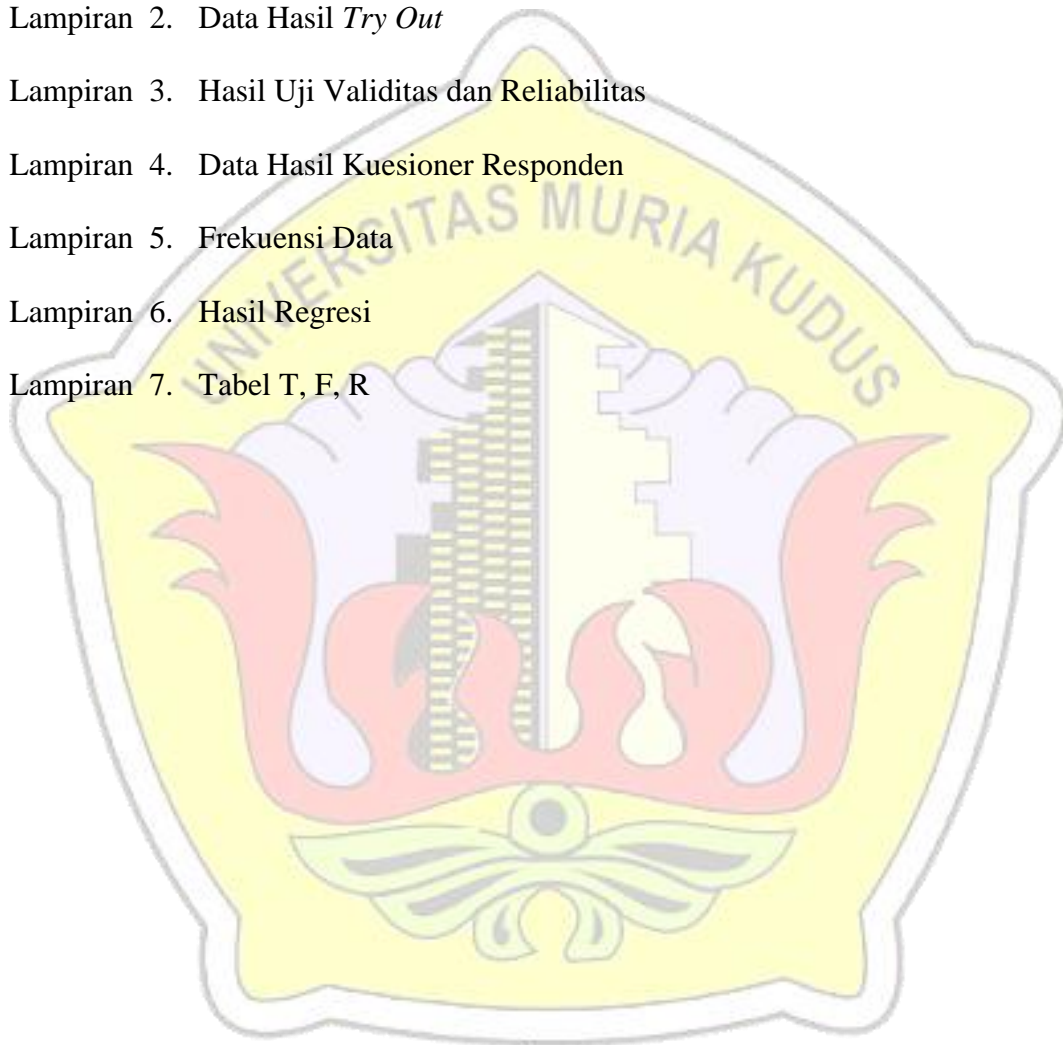 Lampiran 2. Data Hasil Try Out
Lampiran 3. Hasil Uji Validitas dan Reliabilitas
Lampiran 4. Data Hasil Kuesioner Responden
Lampiran 5. Frekuensi Data
Lampiran 6. Hasil Regresi
Lampiran 7. Tabel T, F, R
UNIVERSITAS MURIA KUDUS